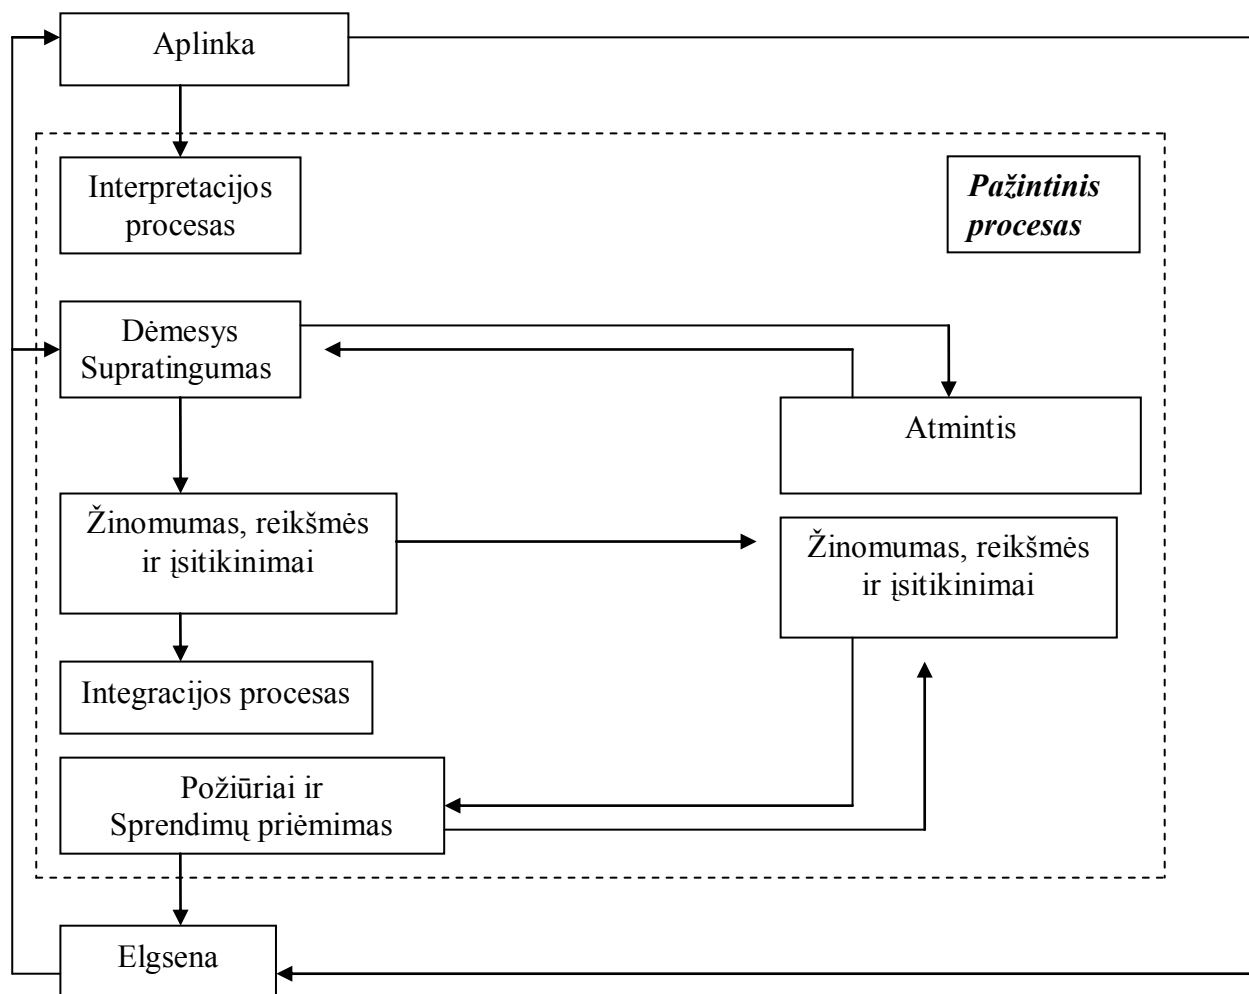 Aplinka
Interpretacijos
procesas
Pažintinis
procesas
Dėmesys
Supratingumas
Atmintis
Žinomumas, reikšmės
ir įsitikinimai
Žinomumas, reikšmės
ir įsitikinimai
Integracijos procesas
Požiūriai ir
Sprendimų priėmimas
Elgsena